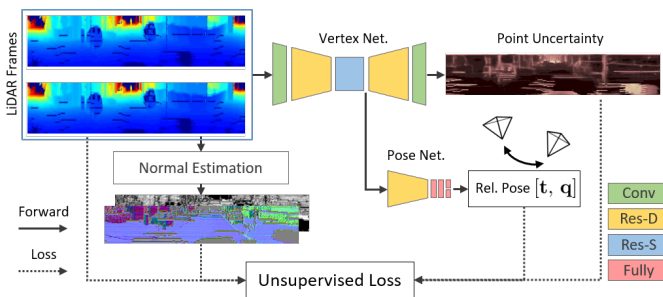 LiDAR Frames
Vertex Net.
Point Uncertainty
Normal Estimation
Pose Net.
Rel. Pose [t, q]
Forward
Loss
Unsupervised Loss
Conv
Res-D
Res-S
Fully